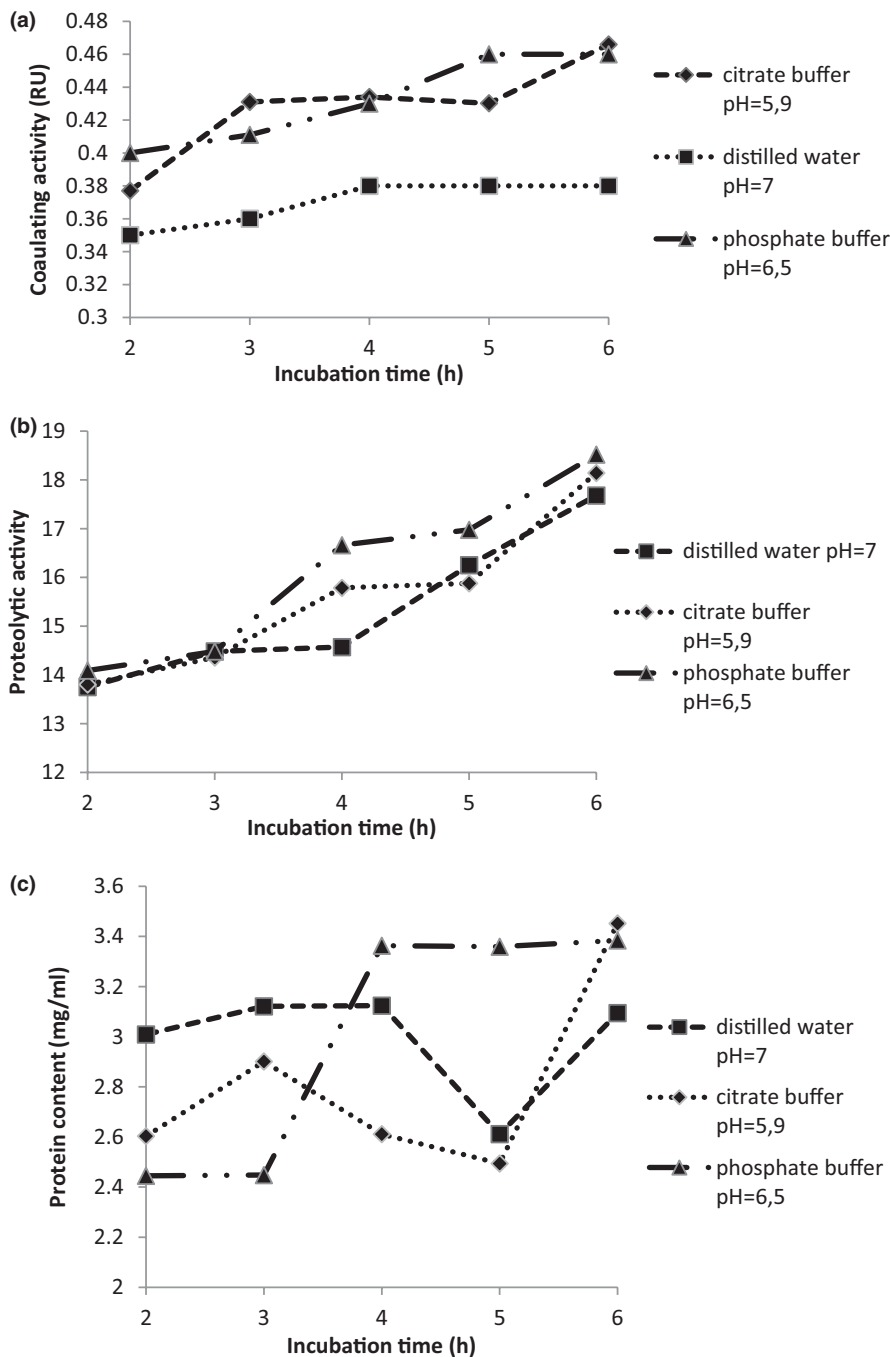 (a)
0.48
0.46
0.44
0.42
0.4
0.38
0.36
0.34
0.32
0.3
Coaulating activity (RU)
2 3 4 5 6
Incubation time (h)
citrate buffer
pH=5,9
distilled water
pH=7
phosphate buffer
pH=6,5
(b)
19
18
17
16
15
14
13
12
Proteolytic activity
2 3 4 5 6
Incubation time (h)
distilled water pH=7
citrate buffer
pH=5,9
phosphate buffer
pH=6,5
(c)
3.6
3.4
3.2
3
2.8
2.6
2.4
2.2
2
Protein content (mg/ml)
2 3 4 5 6
Incubation time (h)
distilled water
pH=7
citrate buffer
pH=5,9
phosphate buffer
pH=6,5